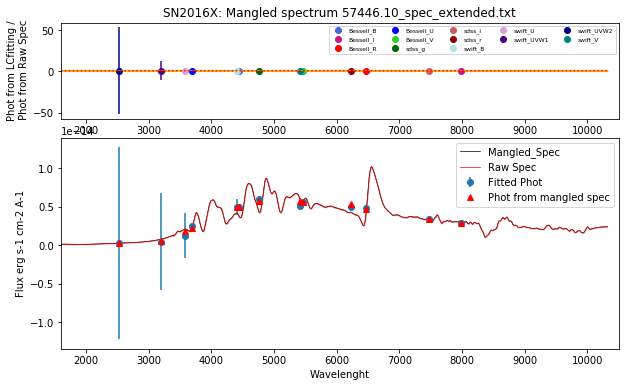 SN2016X: Mangled spectrum 57446.10_spec_extended.txt
Phot from LCfitting /
Phot from Raw Spec
50
0
−50
Bessell_B
Bessell_I
Bessell_R
Bessell_U
Bessell_V
sdss_g
sdss_i
sdss_r
swift_B
swift_U
swift_UVW1
swift_UVW2
swift_V
2000 3000 4000 5000 6000 7000 8000 9000 10000
1e−14
Flux erg s-1 cm-2 A-1
1.0
0.5
0.0
−0.5
−1.0
Mangled_Spec
Raw Spec
Fitted Phot
Phot from mangled spec
2000 3000 4000 5000 6000 7000 8000 9000 10000
Wavelenght